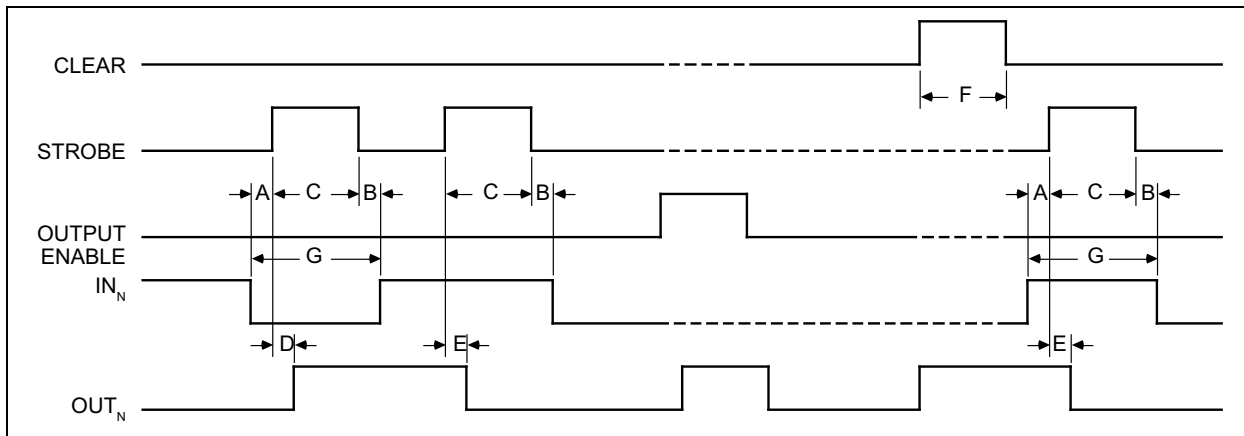 CLEAR
F
STROBE
A C B C B A C B
OUTPUT
ENABLE
G G
IN_N
D E E
OUT_N